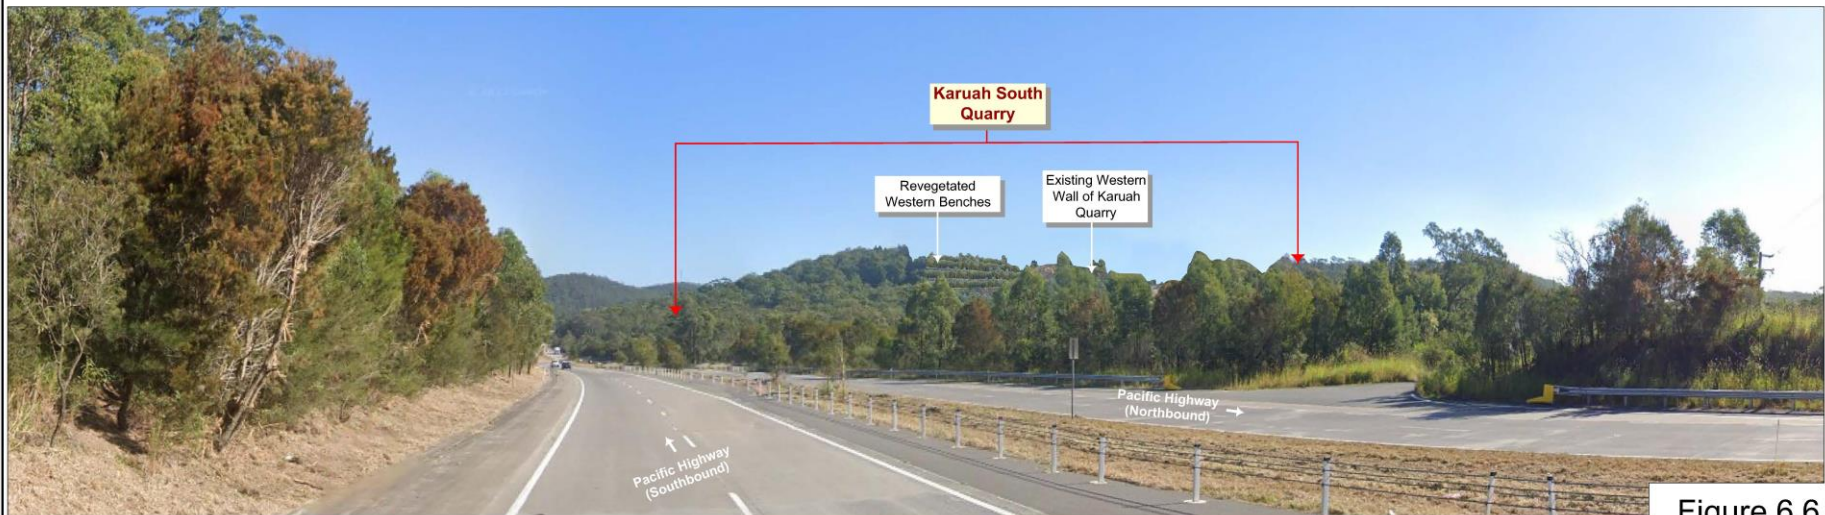 Karuah South
Quarry
Revegetated
Western Benches
Existing Western
Wall of Karuah
Quarry
Pacific Highway
(Northbound)
Pacific Highway
(Southbound)
Figure 6.6